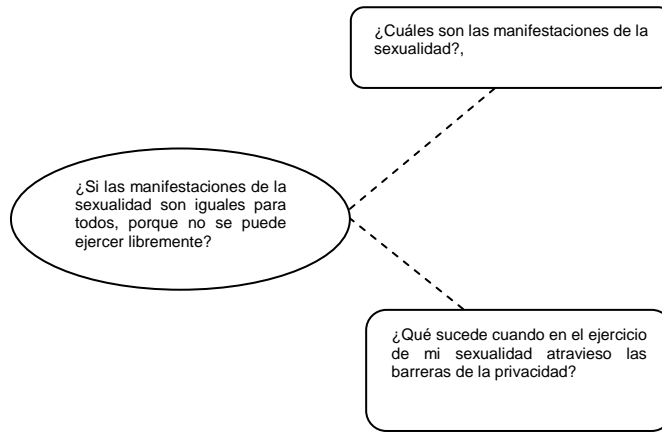 ¿Cuáles son las manifestaciones de la
sexualidad?,
¿Si las manifestaciones de la
sexualidad son iguales para
todos, porque no se puede
ejercer libremente?
¿Qué sucede cuando en el ejercicio
de mi sexualidad atravieso las
barreras de la privacidad?